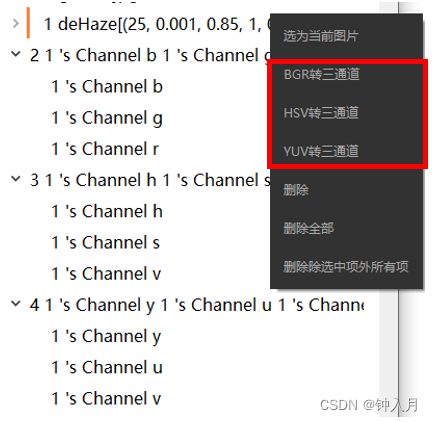 1 deHaze[(25, 0.001, 0.85, 1, 0
2 1 's Channel b 1 's Channel g
1 's Channel b
1 's Channel g
1 's Channel r
3 1 's Channel h 1 's Channel s
1 's Channel h
1 's Channel s
1 's Channel v
4 1 's Channel y 1 's Channel u 1 's Channe
1 's Channel y
1 's Channel u
1 's Channel v
选为当前图片
BGR转三通道
HSV转三通道
YUV转三通道
删除
删除全部
删除除选中项外所有项
CSDN @钟入月